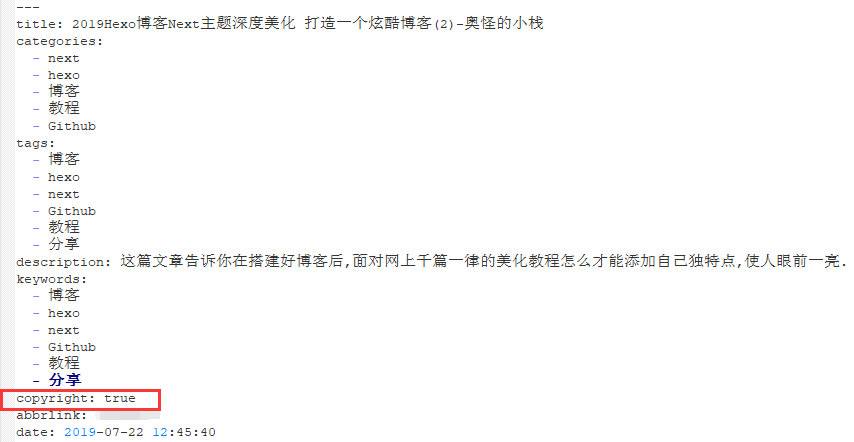 ---
title: 2019Hexo博客Next主题深度美化 打造一个炫酷博客(2)-奥怪的小栈
categories:
- next
- hexo
- 博客
- 教程
- Github
tags:
- 博客
- hexo
- next
- Github
- 教程
- 分享
description: 这篇文章告诉你在搭建好博客后,面对网上千篇一律的美化教程怎么才能添加自己独特点,使人眼前一亮.
keywords:
- 博客
- hexo
- next
- Github
- 教程
- 分享
copyright: true
abbrlink:
date: 2019-07-22 12:45:40